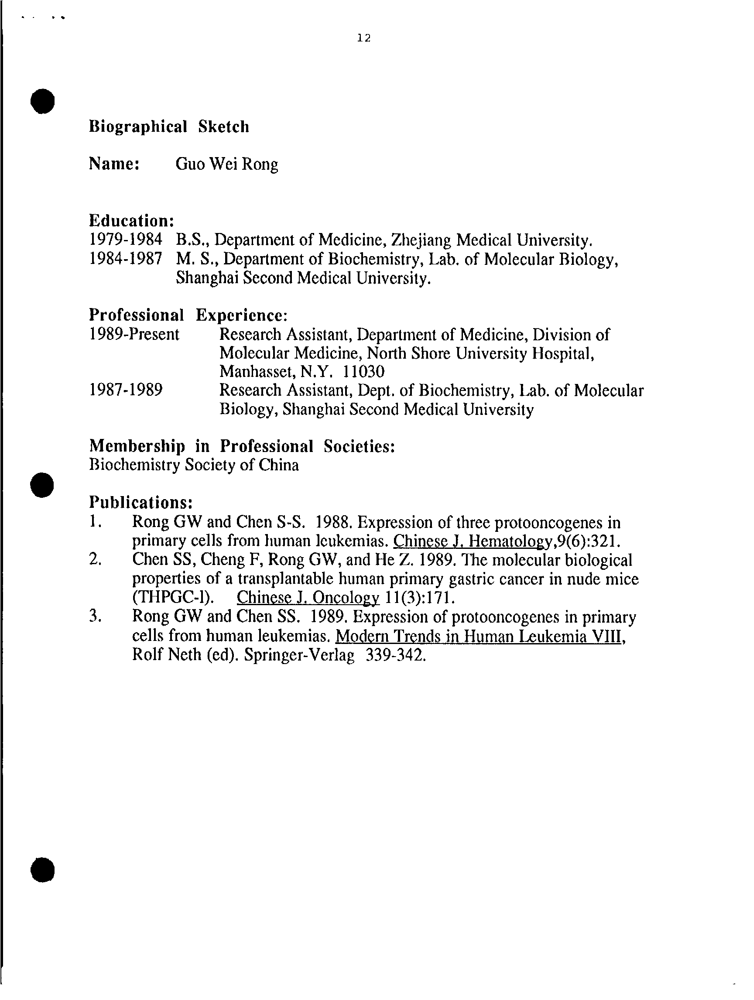 12
Biographical Sketch
Name: Guo Wei Rong
Education:
1979-1984 B.S., Department of Medicine, Zhejiang Medical University.
1984-1987 M. S., Department of Biochemistry, Lab. of Molecular Biology,
Shanghai Second Medical University.
Professional Experience:
1989-Present Research Assistant, Department of Medicine, Division of
Molecular Medicine, North Shore University Hospital,
Manhasset, N.Y. 11030
1987-1989 Research Assistant, Dept. of Biochemistry, Lab. of Molecular
Biology, Shanghai Second Medical University
Membership in Professional Societies:
Biochemistry Society of China
Publications:
1. Rong GW and Chen S-S. 1988. Expression of three protooncogenes in
primary cells from human leukemias. Chinese J. Hematology,9(6):321.
2. Chen SS, Cheng F, Rong GW, and He Z. 1989. The molecular biological
properties of a transplantable human primary gastric cancer in nude mice
(THPGC-1). Chinese J. Oncology 11(3):171.
3. Rong GW and Chen SS. 1989. Expression of protooncogenes in primary
cells from human leukemias. Modern Trends in Human Leukemia VIII,
Rolf Neth (ed). Springer-Verlag 339-342.